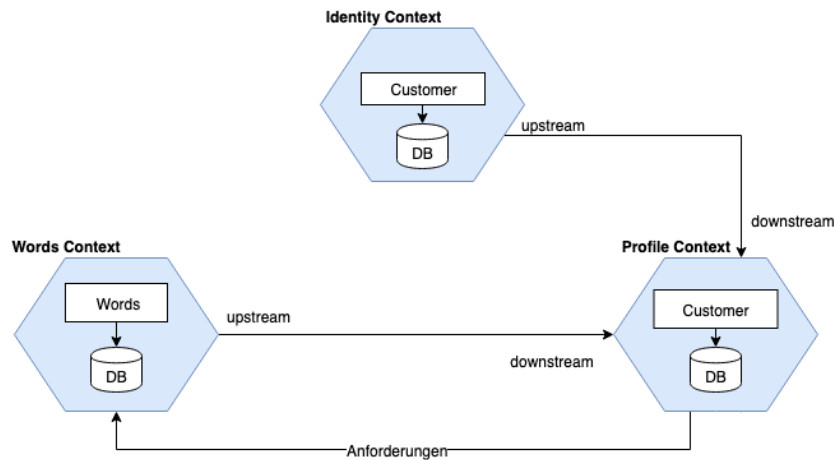 Identity Context
Customer
DB
upstream
downstream
Words Context
Words
DB
upstream
downstream
Profile Context
Customer
DB
Anforderungen